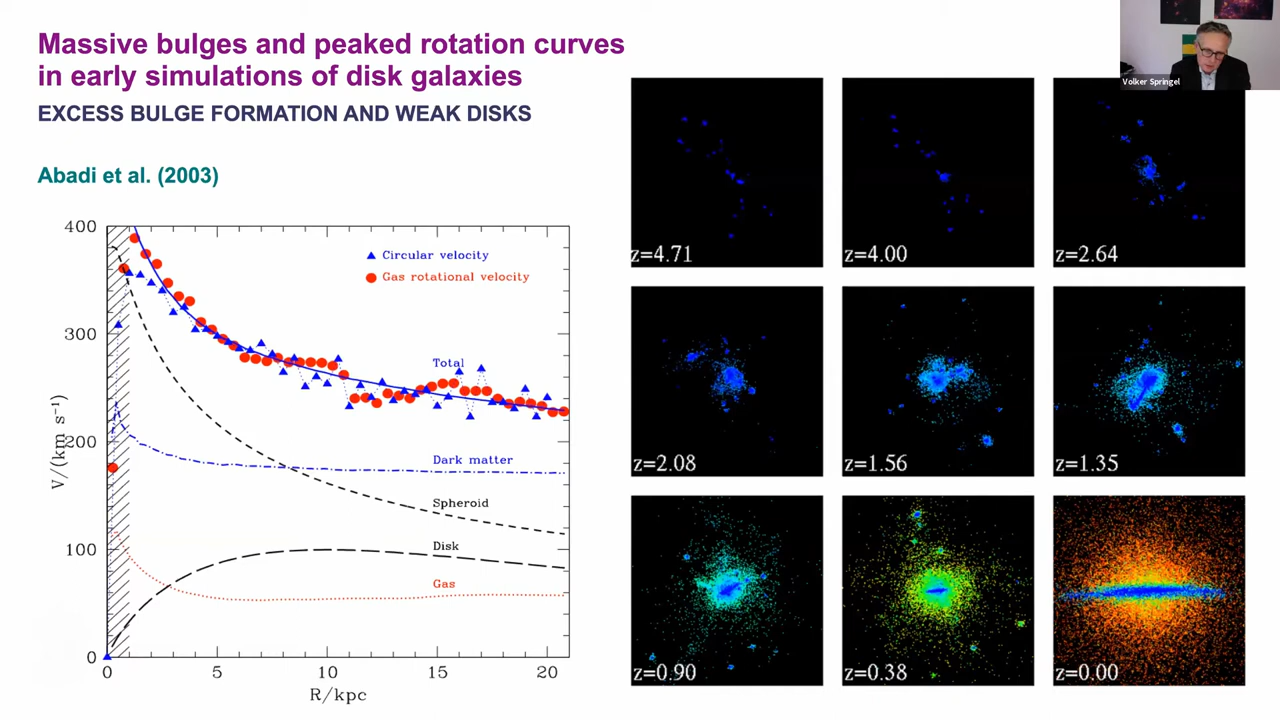 Massive bulges and peaked rotation curves
in early simulations of disk galaxies
EXCESS BULGE FORMATION AND WEAK DISKS
Abadi et al. (2003)
Volker Springel
400
300
200
100
0
V/(km s⁻¹)
Circular velocity
Gas rotational velocity
Total
Dark matter
Spheroid
Disk
Gas
0 5 10 15 20
R/kpc
z=4.71
z=4.00
z=2.64
z=2.08
z=1.56
z=1.35
z=0.90
z=0.38
z=0.00